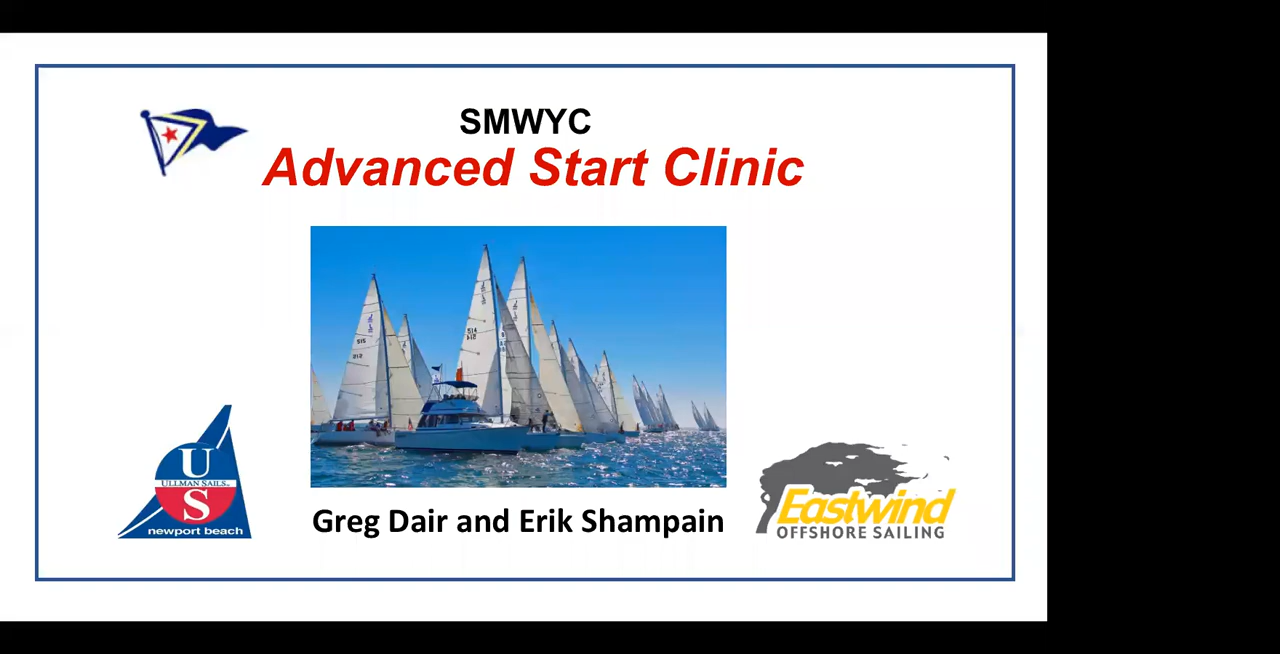 SMWYC
Advanced Start Clinic
U
ULLMAN SAILS
S
newport beach
Greg Dair and Erik Shampain
Eastwind
OFFSHORE SAILING